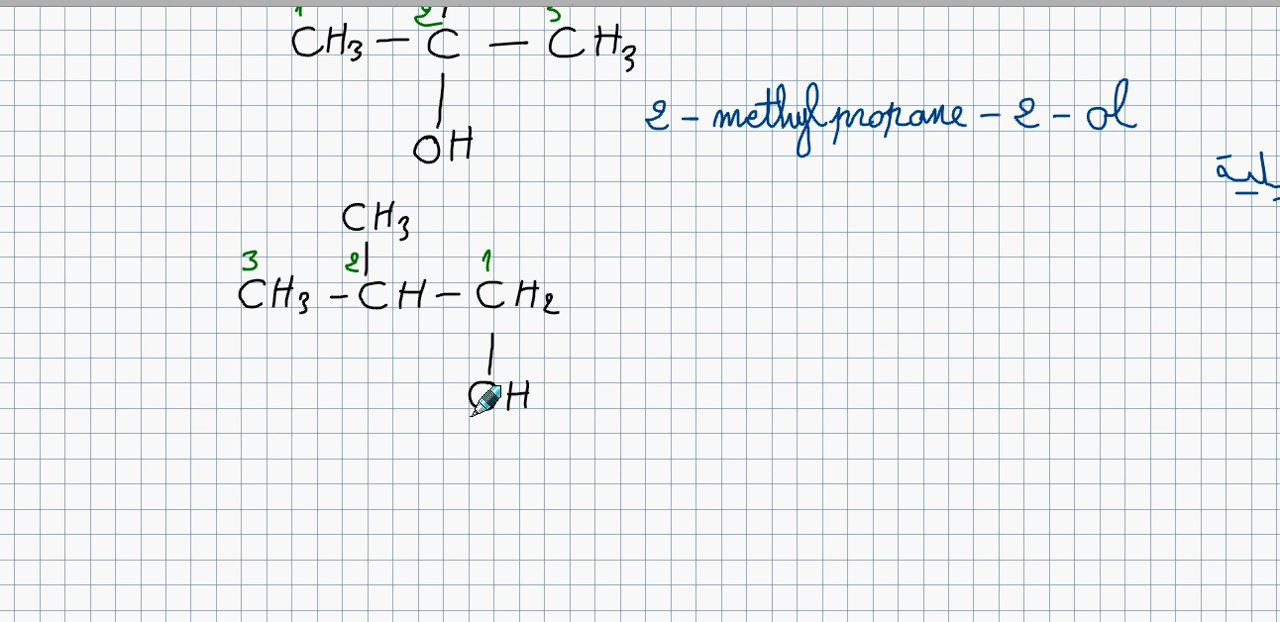 1 2 3
CH3 - C - CH3
OH
2 - methylpropane - 2 - ol
CH3
3 2 1
CH3 - CH - CH2
OH